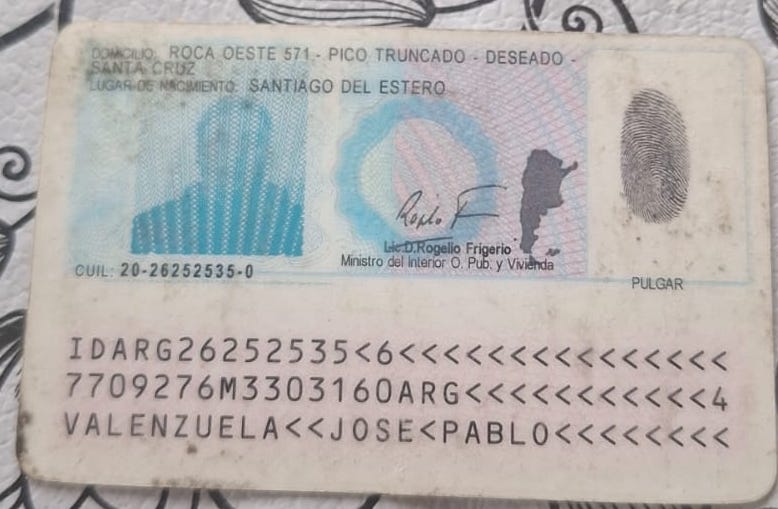 DOMICILIO: ROCA OESTE 571 - PICO TRUNCADO - DESEADO -
SANTA CRUZ
LUGAR DE NACIMIENTO: SANTIAGO DEL ESTERO
Lic.D.Rogelio Frigerio
Ministro del Interior O. Pub. y Vivienda
CUIL: 20-26252535-0
PULGAR
IDARG26252535<6<<<<<<<<<<<<<<<
7709276M3303160ARG<<<<<<<<<<<4
VALENZUELA<<JOSE<PABLO<<<<<<<<